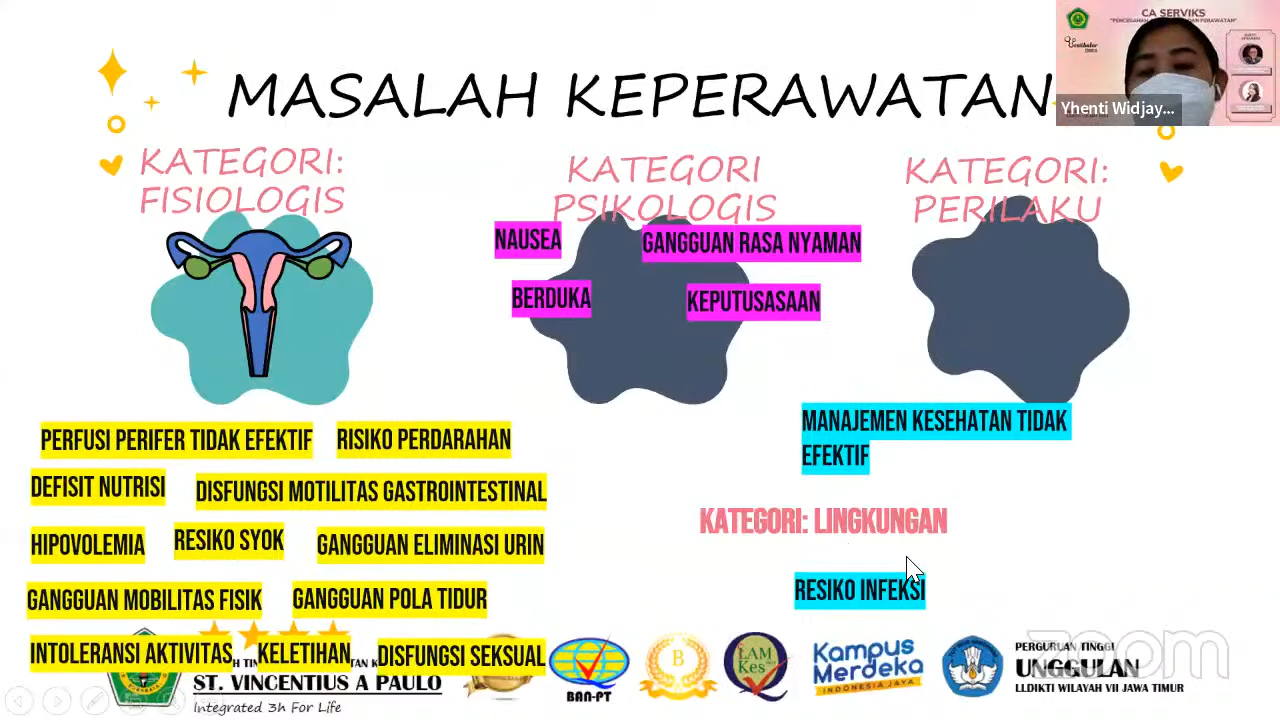 MASALAH KEPERAWATAN
CA SERVIKS
Yhenti Widjay...
KATEGORI:
FISIOLOGIS
KATEGORI
PSIKOLOGIS
KATEGORI:
PERILAKU
NAUSEA
GANGGUAN RASA NYAMAN
BERDUKA
KEPUTUSASAAN
PERFUSI PERIFER TIDAK EFEKTIF
RISIKO PERDARAHAN
DEFISIT NUTRISI
DISFUNGSI MOTILITAS GASTROINTESTINAL
HIPOVOLEMIA
RESIKO SYOK
GANGGUAN ELIMINASI URIN
GANGGUAN MOBILITAS FISIK
GANGGUAN POLA TIDUR
INTOLERANSI AKTIVITAS
KELETIHAN
DISFUNGSI SEKSUAL
MANAJEMEN KESEHATAN TIDAK
EFEKTIF
KATEGORI: LINGKUNGAN
RESIKO INFEKSI
ST. VINCENTIUS A PAULO
Integrated 3h For Life
BAN-PT
B
LAM
Kes
Kampus
Merdeka
INDONESIA JAYA
PERGURUAN TINGGI
UNGGULAN
LLDIKTI WILAYAH VII JAWA TIMUR
zoom